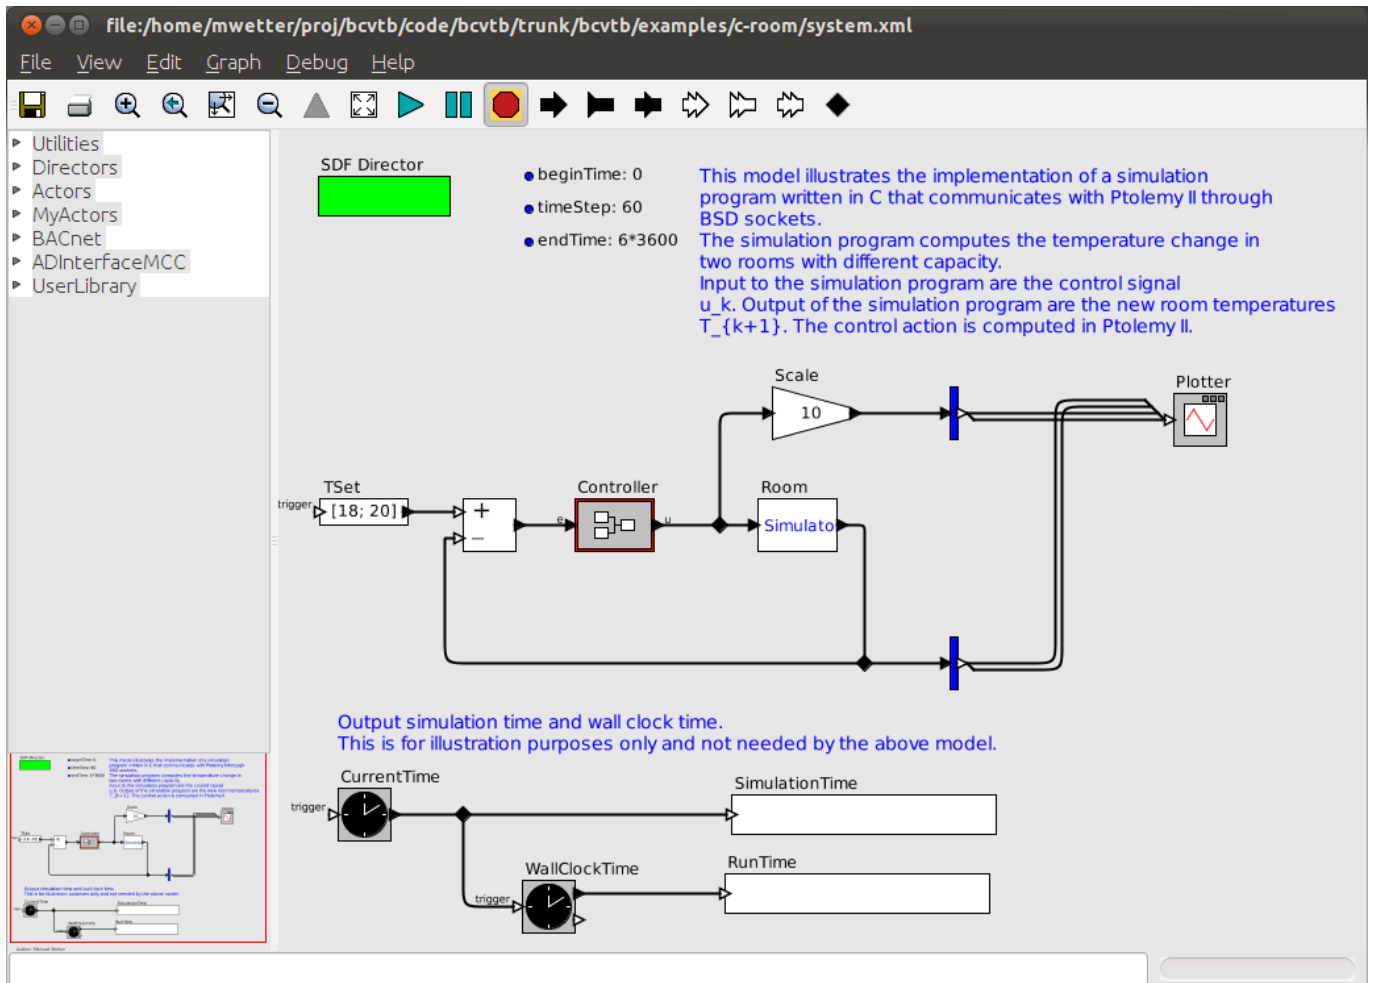 file:/home/mwetter/proj/bcvtb/code/bcvtb/trunk/bcvtb/examples/c-room/system.xml
File View Edit Graph Debug Help
Utilities
Directors
Actors
MyActors
BACnet
ADInterfaceMCC
UserLibrary
SDF Director
beginTime: 0
timeStep: 60
endTime: 6*3600
This model illustrates the implementation of a simulation
program written in C that communicates with Ptolemy II through
BSD sockets.
The simulation program computes the temperature change in
two rooms with different capacity.
Input to the simulation program are the control signal
u_k. Output of the simulation program are the new room temperatures
T_{k+1}. The control action is computed in Ptolemy II.
Scale
10
Plotter
TSet
trigger
[18; 20]
+
−
e
Controller
u
Room
Simulato
Output simulation time and wall clock time.
This is for illustration purposes only and not needed by the above model.
CurrentTime
trigger
SimulationTime
WallClockTime
trigger
RunTime